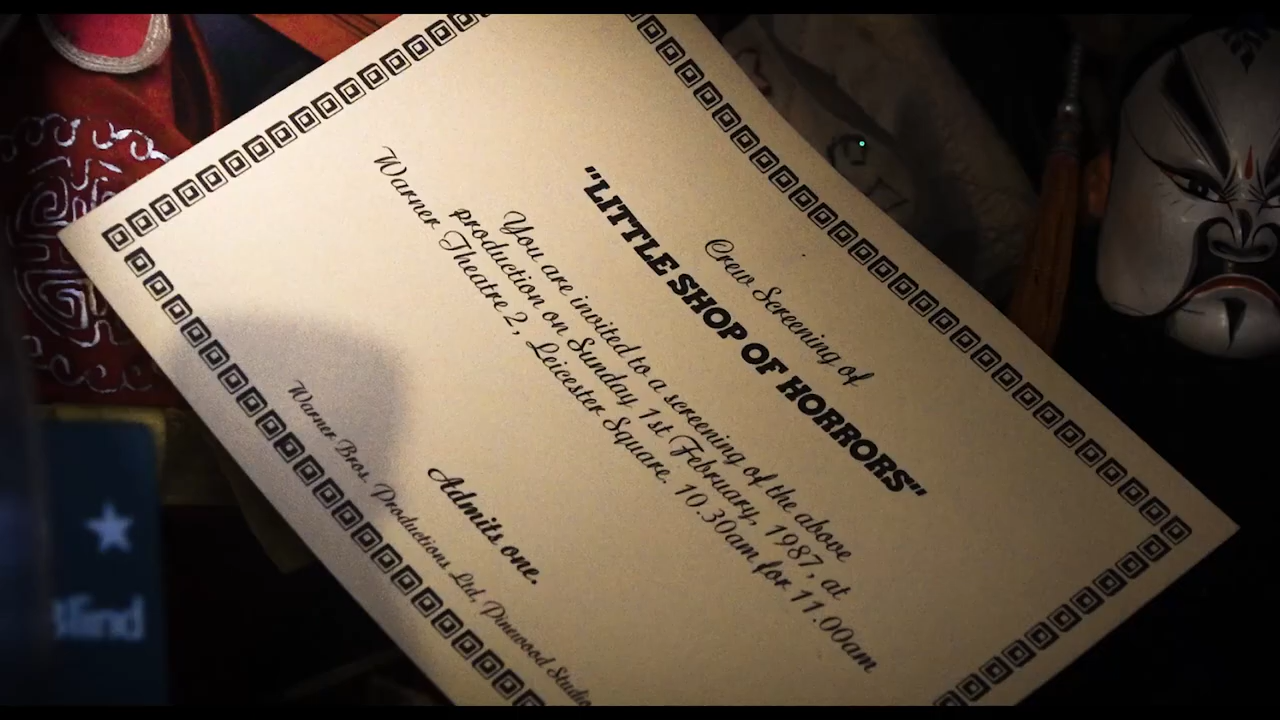 Crew Screening of
"LITTLE SHOP OF HORRORS"
You are invited to a screening of the above
production on Sunday 1st February, 1987, at
Warner Theatre 2, Leicester Square. 10.30am for 11.00am
Admits one.
Warner Bros. Productions Ltd, Pinewood Studio
Blind